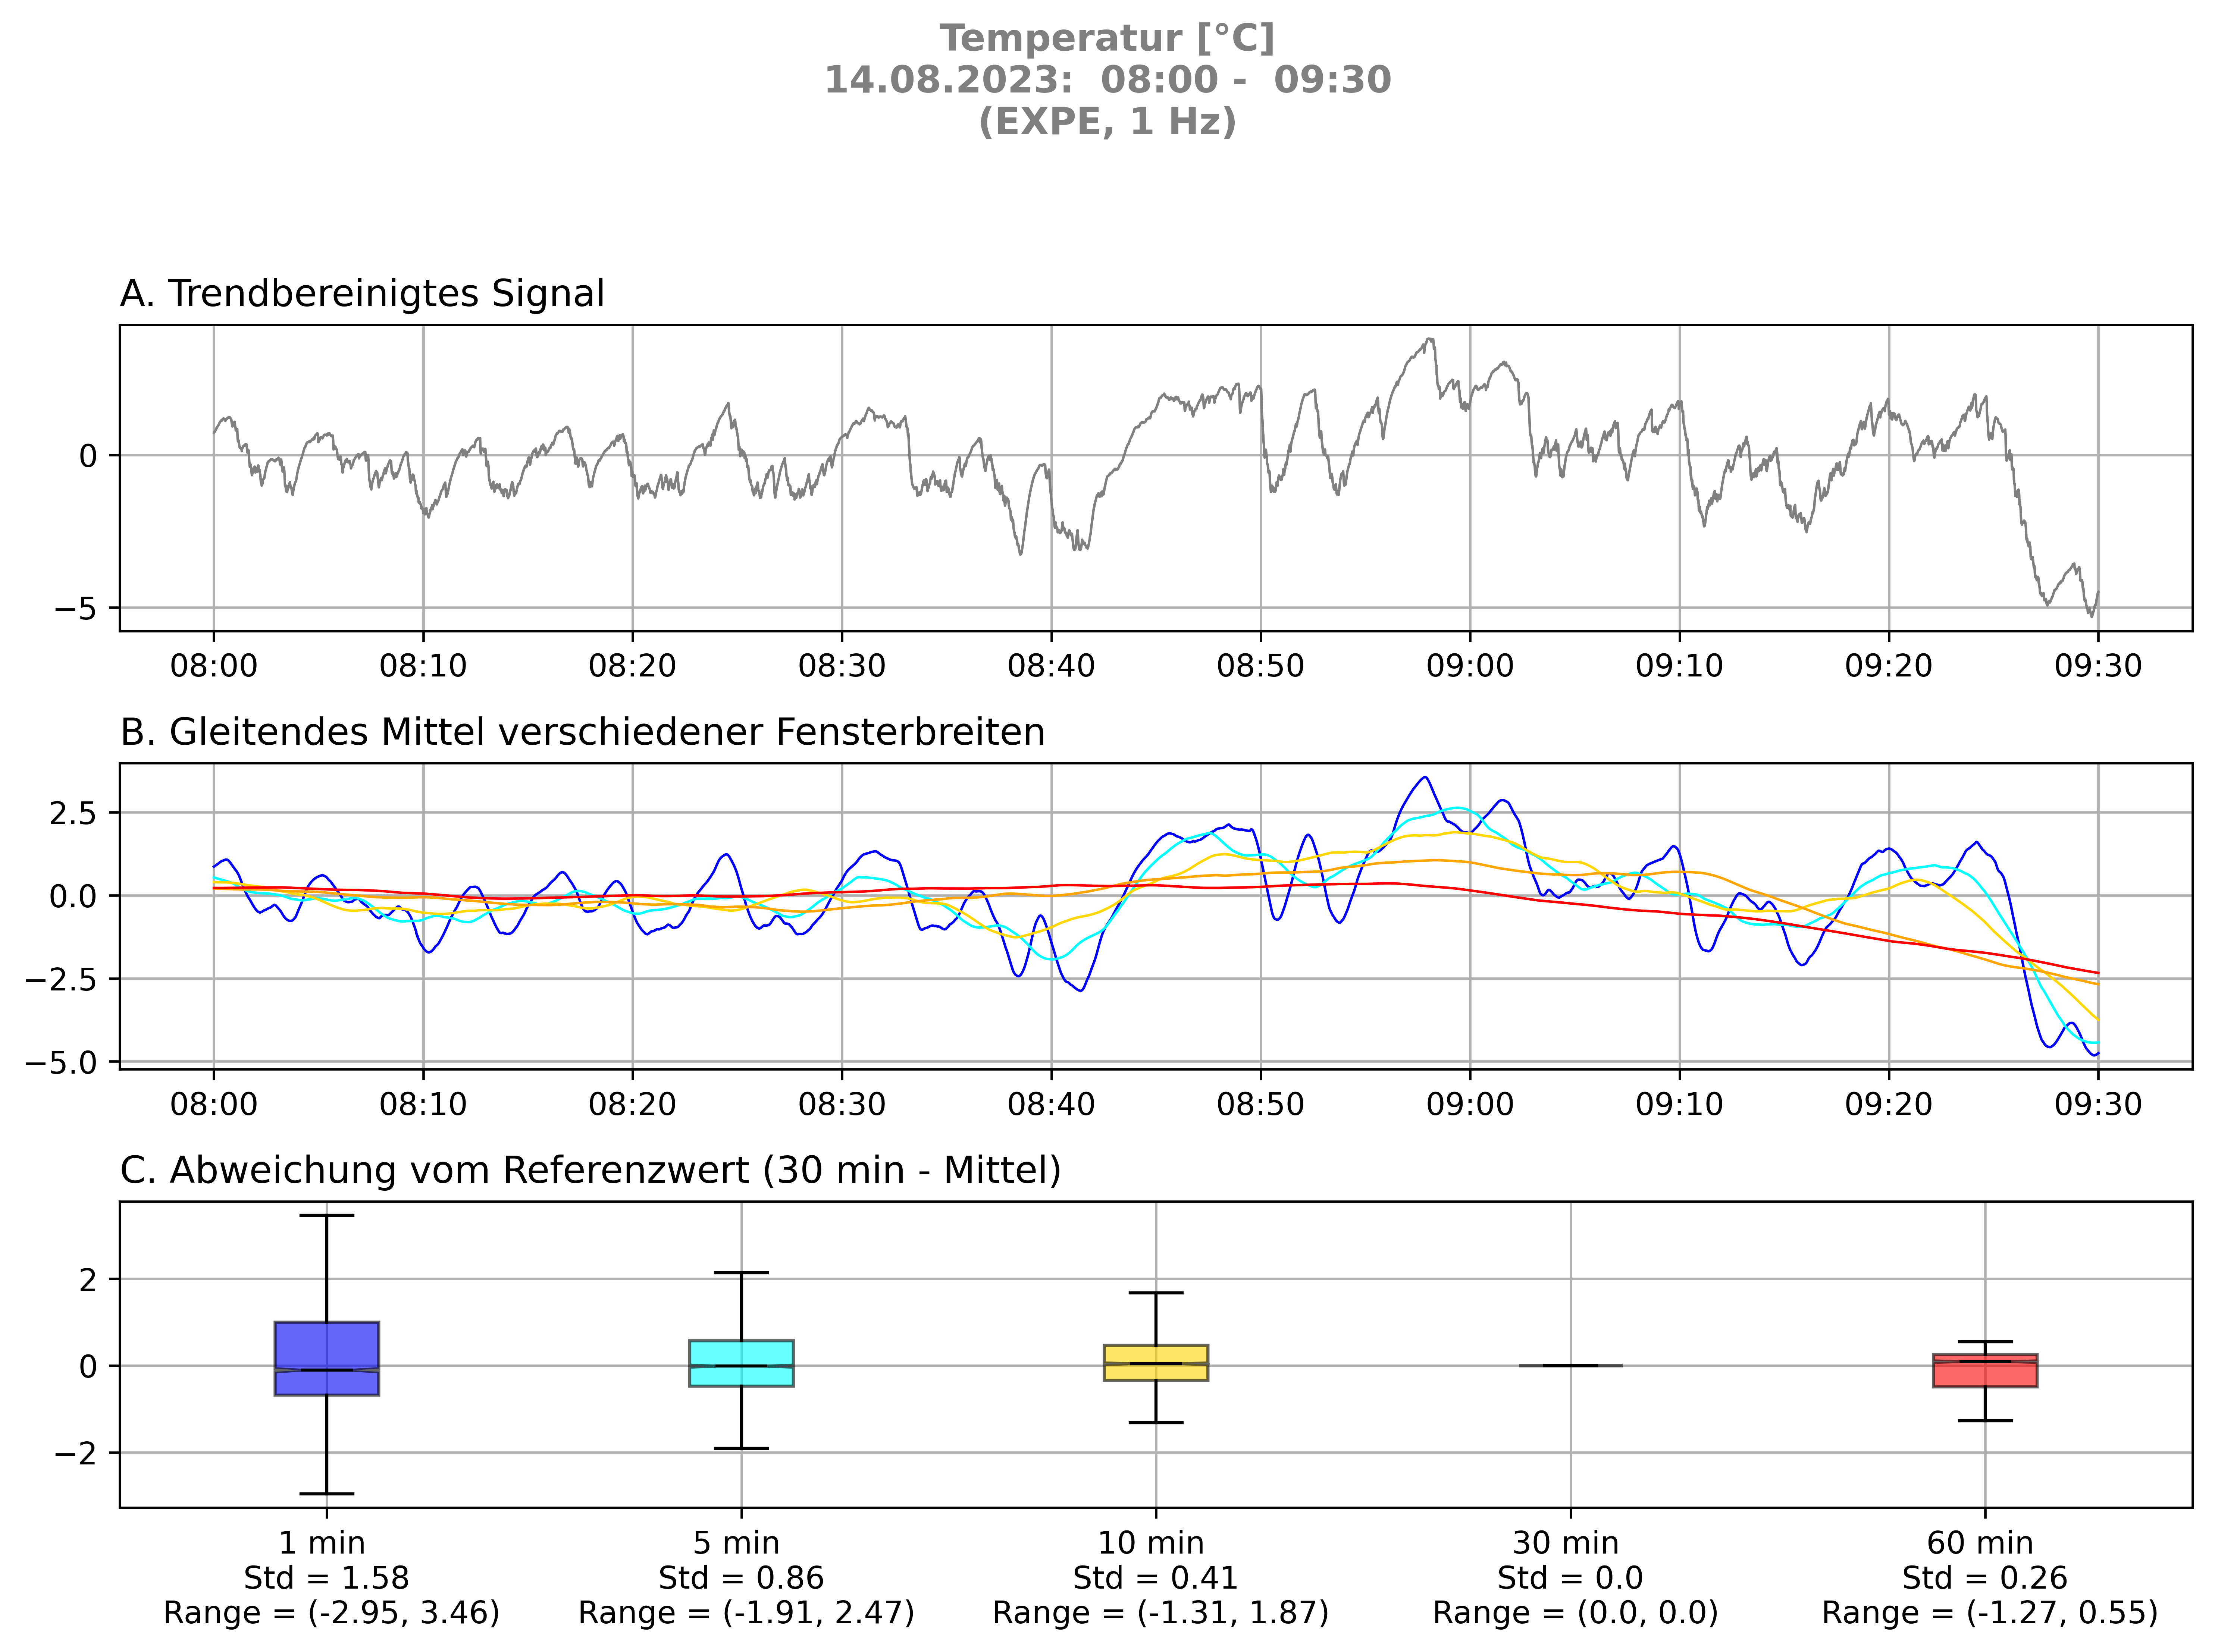 Temperatur [°C]
14.08.2023:  08:00 -  09:30
(EXPE, 1 Hz)
A. Trendbereinigtes Signal
0
−5
08:00 08:10 08:20 08:30 08:40 08:50 09:00 09:10 09:20 09:30
B. Gleitendes Mittel verschiedener Fensterbreiten
2.5
0.0
−2.5
−5.0
08:00 08:10 08:20 08:30 08:40 08:50 09:00 09:10 09:20 09:30
C. Abweichung vom Referenzwert (30 min - Mittel)
2
0
−2
1 min 5 min 10 min 30 min 60 min
Std = 1.58 Std = 0.86 Std = 0.41 Std = 0.0 Std = 0.26
Range = (-2.95, 3.46) Range = (-1.91, 2.47) Range = (-1.31, 1.87) Range = (0.0, 0.0) Range = (-1.27, 0.55)